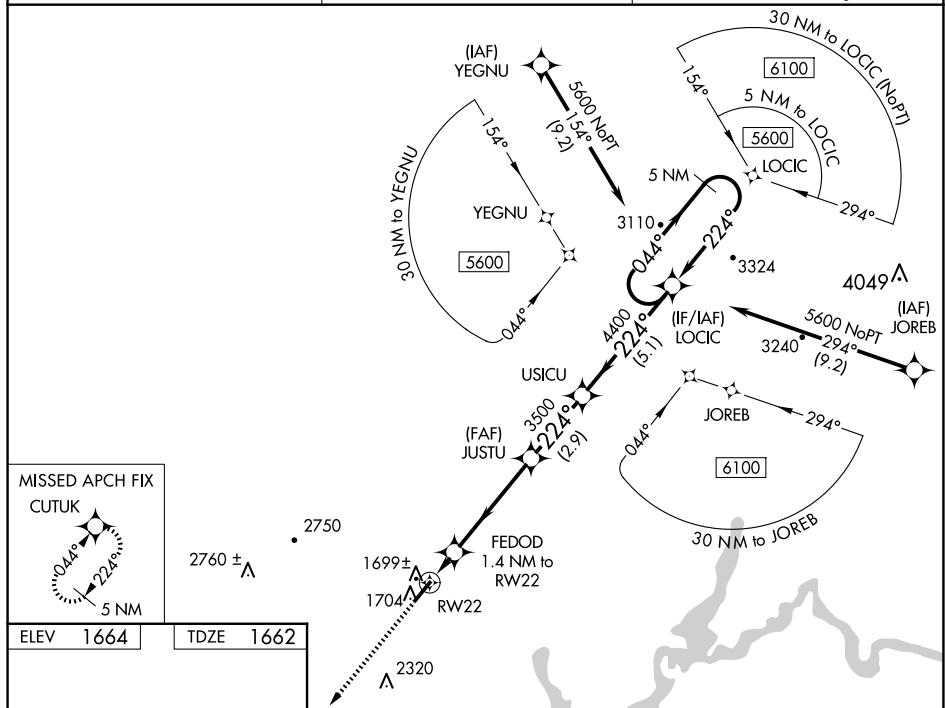 (IAF)
YEGNU
5600 NoPT
154°
(9.2)
30 NM to LOCIC (NoPT)
6100
154°
5 NM to LOCIC
5600
LOCIC
294°
30 NM to YEGNU
154°
YEGNU
5600
044°
5 NM
3110
044°
224°
3324
4049
(IAF)
JOREB
5600 NoPT
294°
(9.2)
3240
(IF/IAF)
LOCIC
4400
224°
(5.1)
USICU
3500
224°
(2.9)
(FAF)
JUSTU
044°
JOREB
294°
6100
30 NM to JOREB
MISSED APCH FIX
CUTUK
044°
224°
5 NM
2760 ±
2750
1699±
1704
FEDOD
1.4 NM to
RW22
RW22
2320
ELEV 1664
TDZE 1662